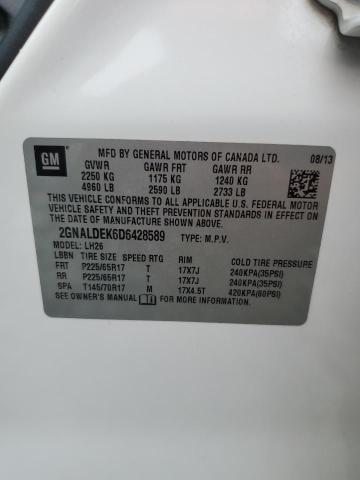 GM
MFD BY GENERAL MOTORS OF CANADA LTD. 08/13
GVWR GAWR FRT GAWR RR
2250 KG 1175 KG 1240 KG
4960 LB 2590 LB 2733 LB
THIS VEHICLE CONFORMS TO ALL APPLICABLE U.S. FEDERAL MOTOR
VEHICLE SAFETY AND THEFT PREVENTION STANDARDS IN EFFECT
ON THE DATE OF MANUFACTURE SHOWN ABOVE.
2GNALDEK6D6428589 TYPE: M.P.V.
MODEL: LH26
LBBN TIRE SIZE SPEED RTG RIM COLD TIRE PRESSURE
FRT P225/65R17 T 17X7J 240KPA(35PSI)
RR P225/65R17 T 17X7J 240KPA(35PSI)
SPA T145/70R17 M 17X4.5T 420KPA(60PSI)
SEE OWNER'S MANUAL FOR MORE INFORMATION.